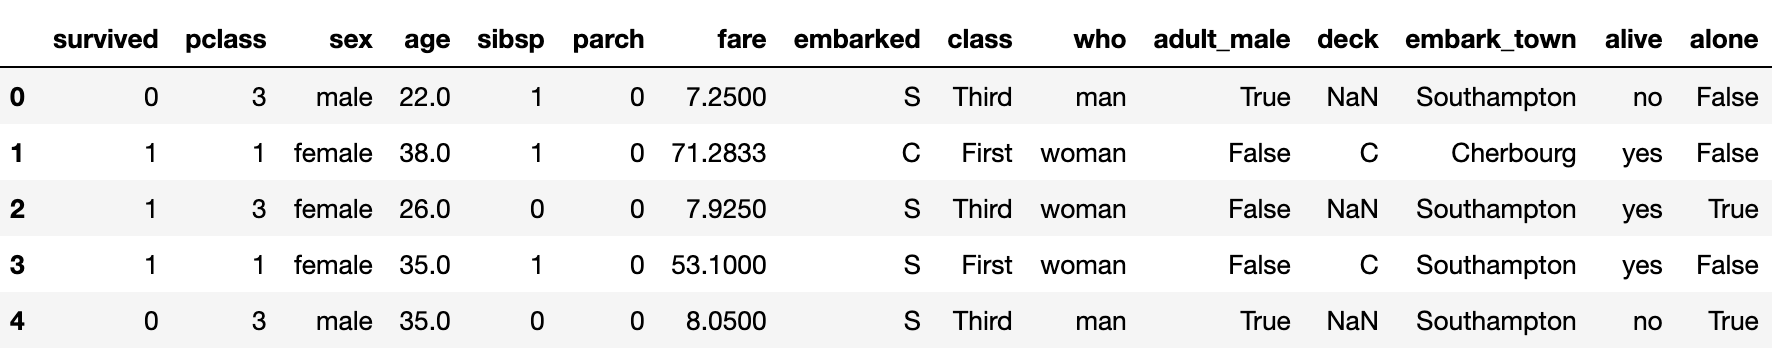 survived pclass sex age sibsp parch fare embarked class who adult_male deck embark_town alive alone
0 0 3 male 22.0 1 0 7.2500 S Third man True NaN Southampton no False
1 1 1 female 38.0 1 0 71.2833 C First woman False C Cherbourg yes False
2 1 3 female 26.0 0 0 7.9250 S Third woman False NaN Southampton yes True
3 1 1 female 35.0 1 0 53.1000 S First woman False C Southampton yes False
4 0 3 male 35.0 0 0 8.0500 S Third man True NaN Southampton no True